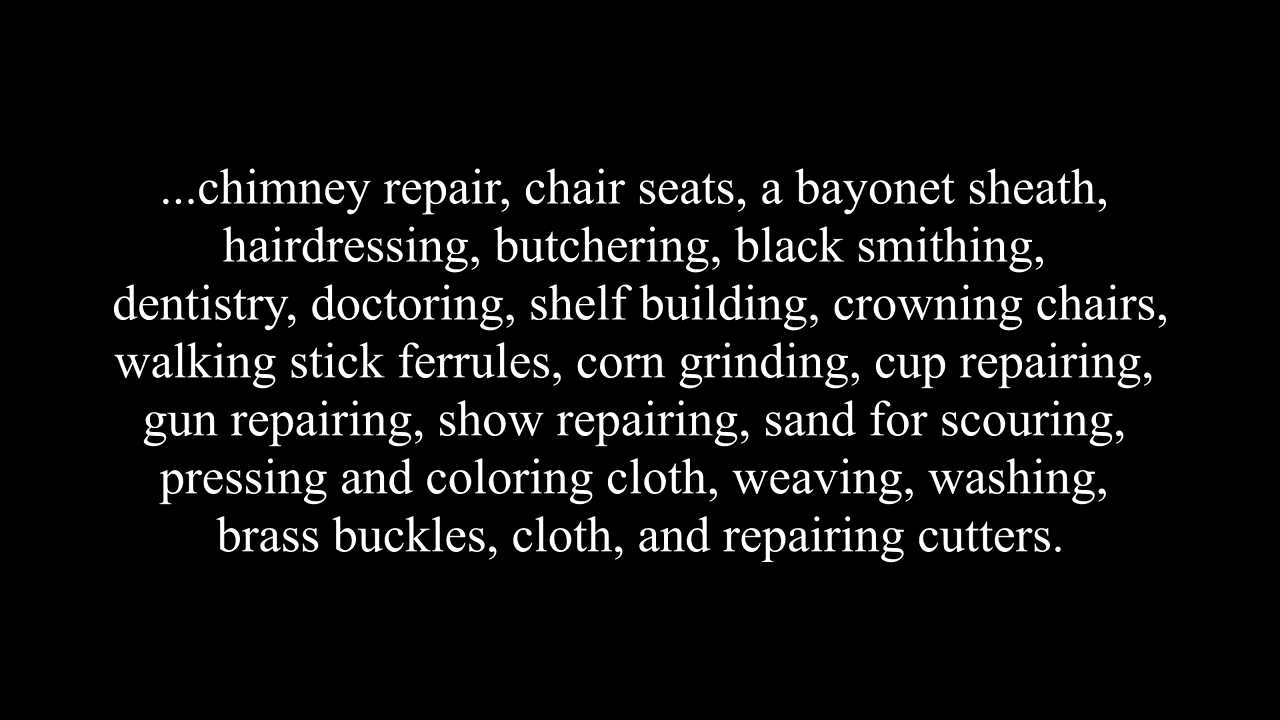 ...chimney repair, chair seats, a bayonet sheath,
hairdressing, butchering, black smithing,
dentistry, doctoring, shelf building, crowning chairs,
walking stick ferrules, corn grinding, cup repairing,
gun repairing, show repairing, sand for scouring,
pressing and coloring cloth, weaving, washing,
brass buckles, cloth, and repairing cutters.